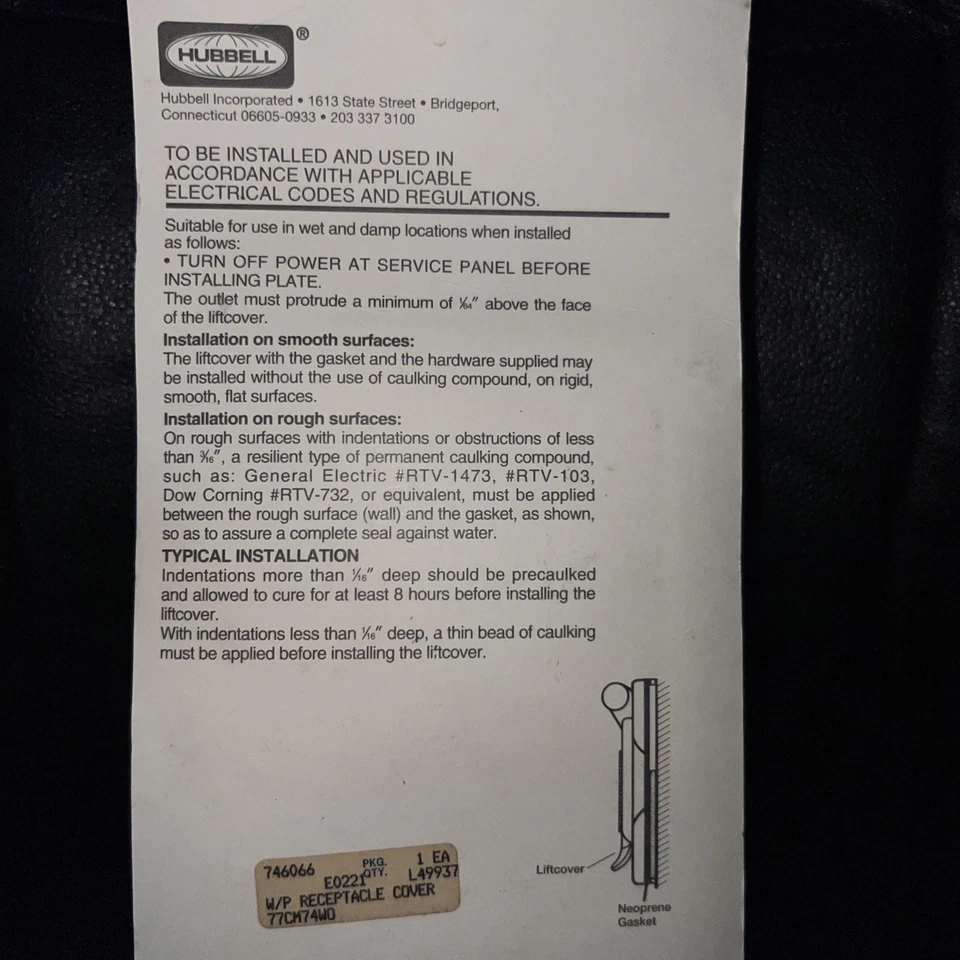 HUBBELL®
Hubbell Incorporated • 1613 State Street • Bridgeport,
Connecticut 06605-0933 • 203 337 3100
TO BE INSTALLED AND USED IN
ACCORDANCE WITH APPLICABLE
ELECTRICAL CODES AND REGULATIONS.
Suitable for use in wet and damp locations when installed
as follows:
• TURN OFF POWER AT SERVICE PANEL BEFORE
INSTALLING PLATE.
The outlet must protrude a minimum of 1/64" above the face
of the liftcover.
Installation on smooth surfaces:
The liftcover with the gasket and the hardware supplied may
be installed without the use of caulking compound, on rigid,
smooth, flat surfaces.
Installation on rough surfaces:
On rough surfaces with indentations or obstructions of less
than 3/16", a resilient type of permanent caulking compound,
such as: General Electric #RTV-1473, #RTV-103,
Dow Corning #RTV-732, or equivalent, must be applied
between the rough surface (wall) and the gasket, as shown,
so as to assure a complete seal against water.
TYPICAL INSTALLATION
Indentations more than 1/16" deep should be precaulked
and allowed to cure for at least 8 hours before installing the
liftcover.
With indentations less than 1/16" deep, a thin bead of caulking
must be applied before installing the liftcover.
Liftcover
Neoprene
Gasket
746066 PKG. 1 EA
E0221 QTY. L49937
W/P RECEPTACLE COVER
77CM74WO